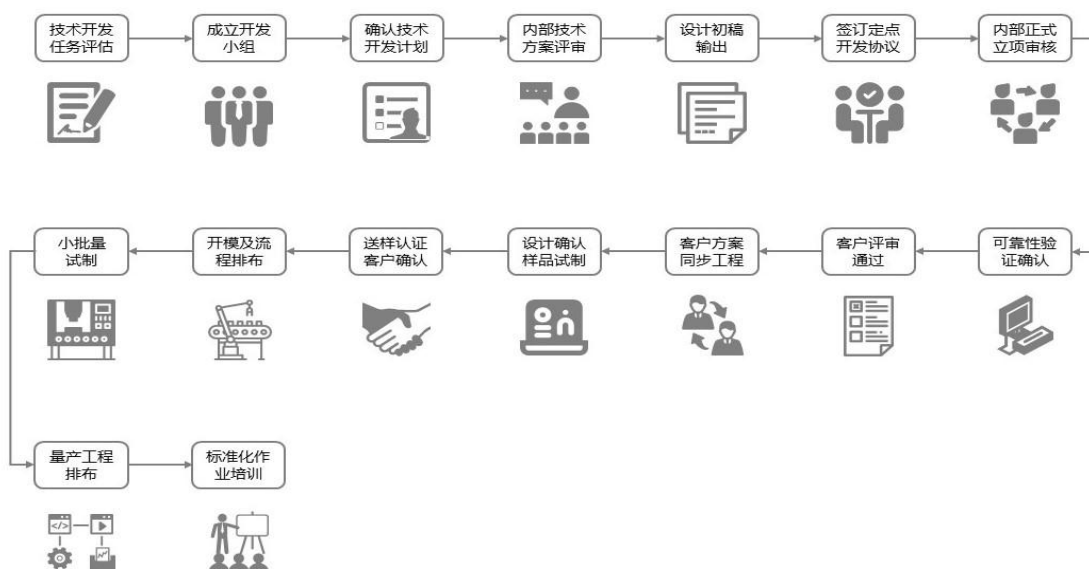 技术开发
任务评估
成立开发
小组
确认技术
开发计划
内部技术
方案评审
设计初稿
输出
签订定点
开发协议
内部正式
立项审核
小批量
试制
开模及流
程排布
送样认证
客户确认
设计确认
样品试制
客户方案
同步工程
客户评审
通过
可靠性验
证确认
量产工程
排布
标准化作
业培训